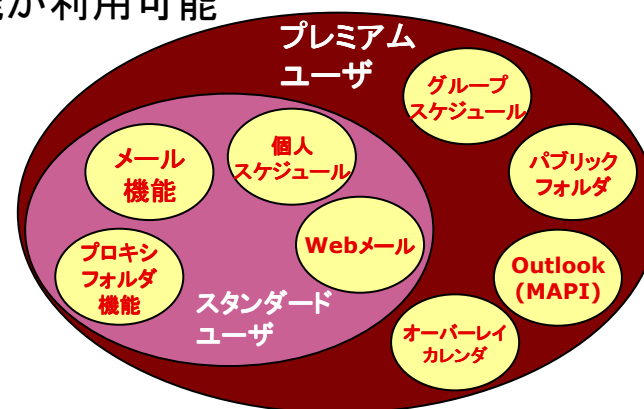 が利用可能
プレミアム
ユーザ
グループ
スケジュール
個人
スケジュール
メール
機能
パブリック
フォルダ
Webメール
プロキシ
フォルダ
機能
Outlook
(MAPI)
スタンダード
ユーザ
オーバーレイ
カレンダ